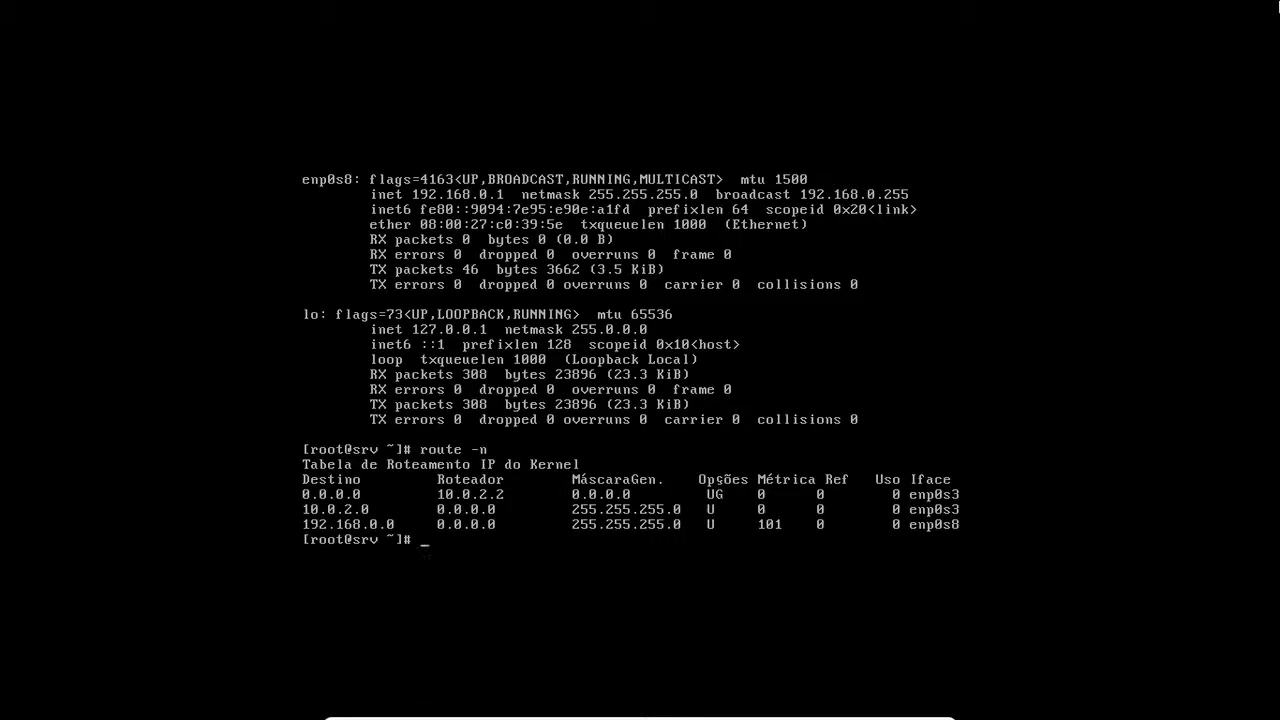 enp0s8: flags=4163<UP,BROADCAST,RUNNING,MULTICAST>  mtu 1500
        inet 192.168.0.1  netmask 255.255.255.0  broadcast 192.168.0.255
        inet6 fe80::9094:7e95:e90e:a1fd  prefixlen 64  scopeid 0x20<link>
        ether 08:00:27:c0:39:5e  txqueuelen 1000  (Ethernet)
        RX packets 0  bytes 0 (0.0 B)
        RX errors 0  dropped 0  overruns 0  frame 0
        TX packets 46  bytes 3662 (3.5 KiB)
        TX errors 0  dropped 0 overruns 0  carrier 0  collisions 0
lo: flags=73<UP,LOOPBACK,RUNNING>  mtu 65536
        inet 127.0.0.1  netmask 255.0.0.0
        inet6 ::1  prefixlen 128  scopeid 0x10<host>
        loop  txqueuelen 1000  (Loopback Local)
        RX packets 308  bytes 23896 (23.3 KiB)
        RX errors 0  dropped 0  overruns 0  frame 0
        TX packets 308  bytes 23896 (23.3 KiB)
        TX errors 0  dropped 0 overruns 0  carrier 0  collisions 0
[root@srv ~]# route -n
Tabela de Roteamento IP do Kernel
Destino         Roteador        MáscaraGen.    Opções Métrica Ref   Uso Iface
0.0.0.0         10.0.2.2        0.0.0.0         UG    0      0        0 enp0s3
10.0.2.0        0.0.0.0         255.255.255.0   U     0      0        0 enp0s3
192.168.0.0     0.0.0.0         255.255.255.0   U     101    0        0 enp0s8
[root@srv ~]# _